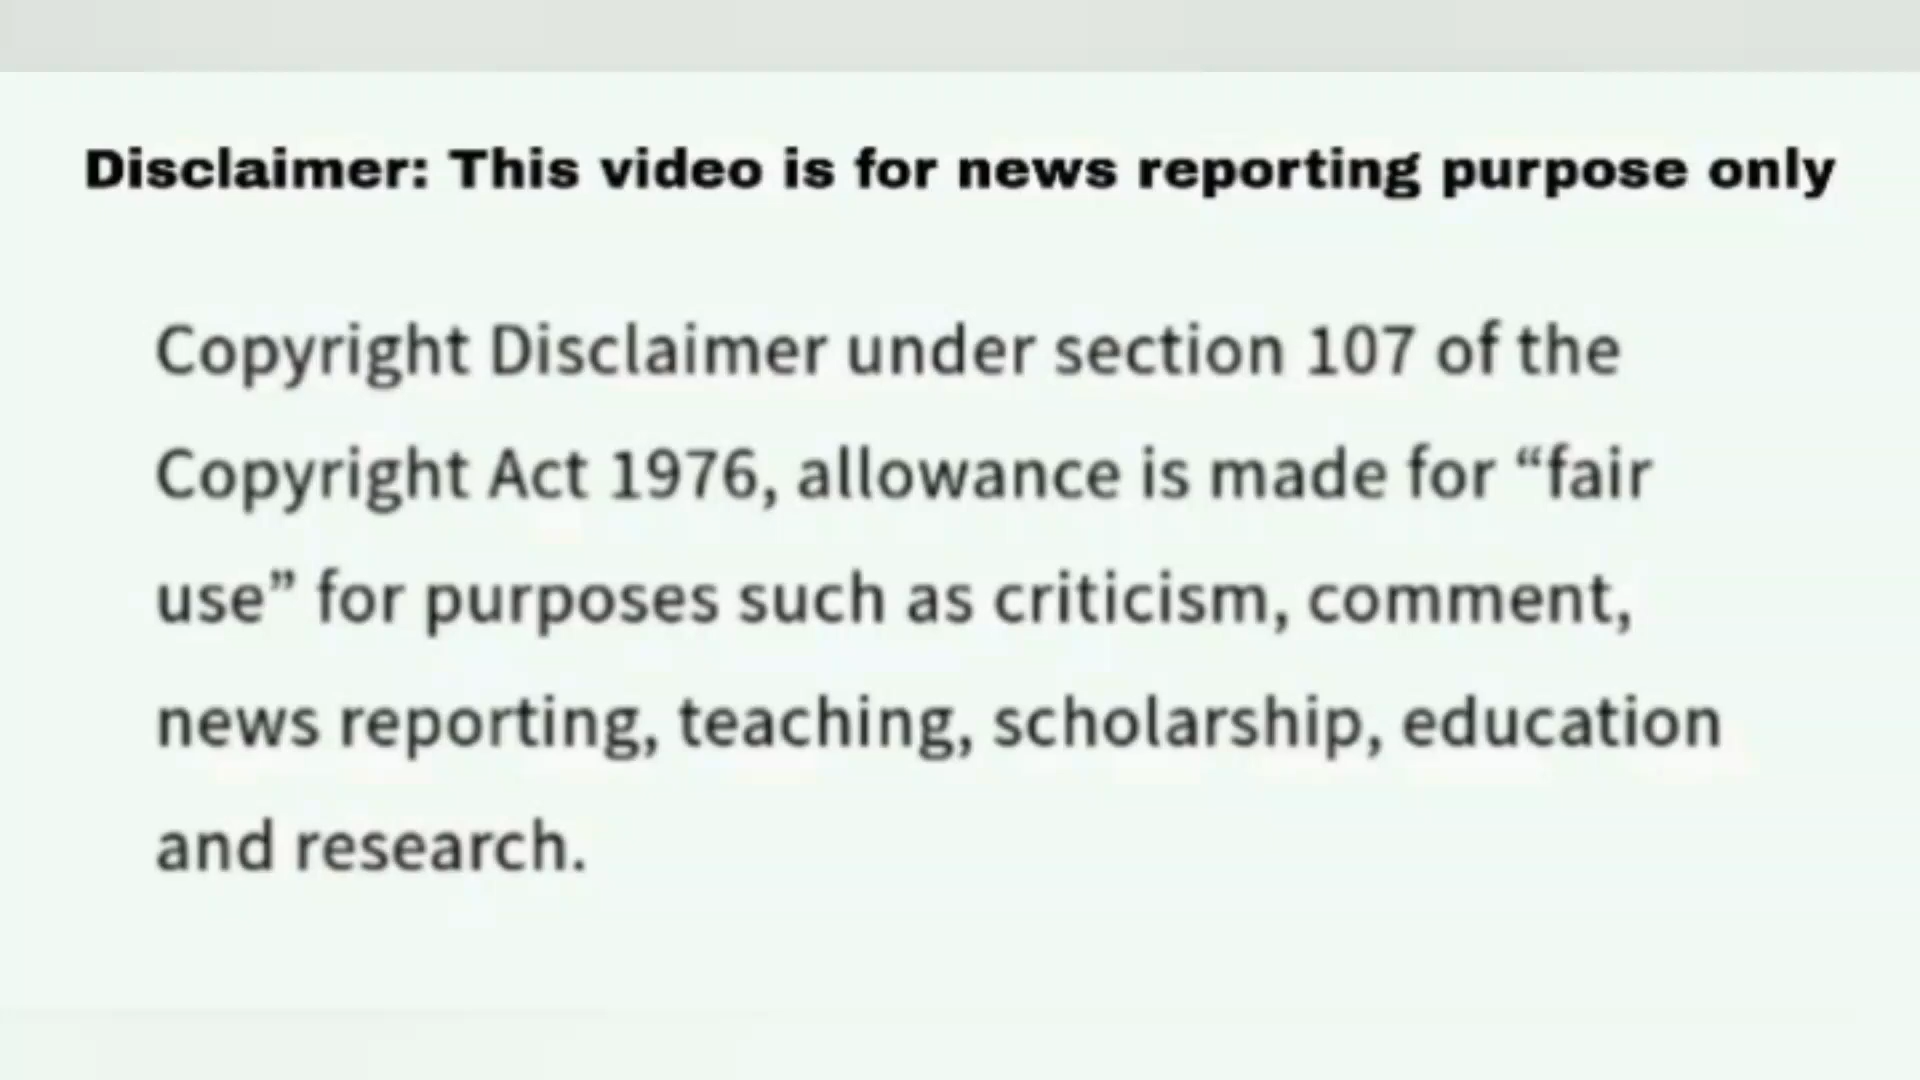 Disclaimer: This video is for news reporting purpose only
Copyright Disclaimer under section 107 of the
Copyright Act 1976, allowance is made for “fair
use” for purposes such as criticism, comment,
news reporting, teaching, scholarship, education
and research.